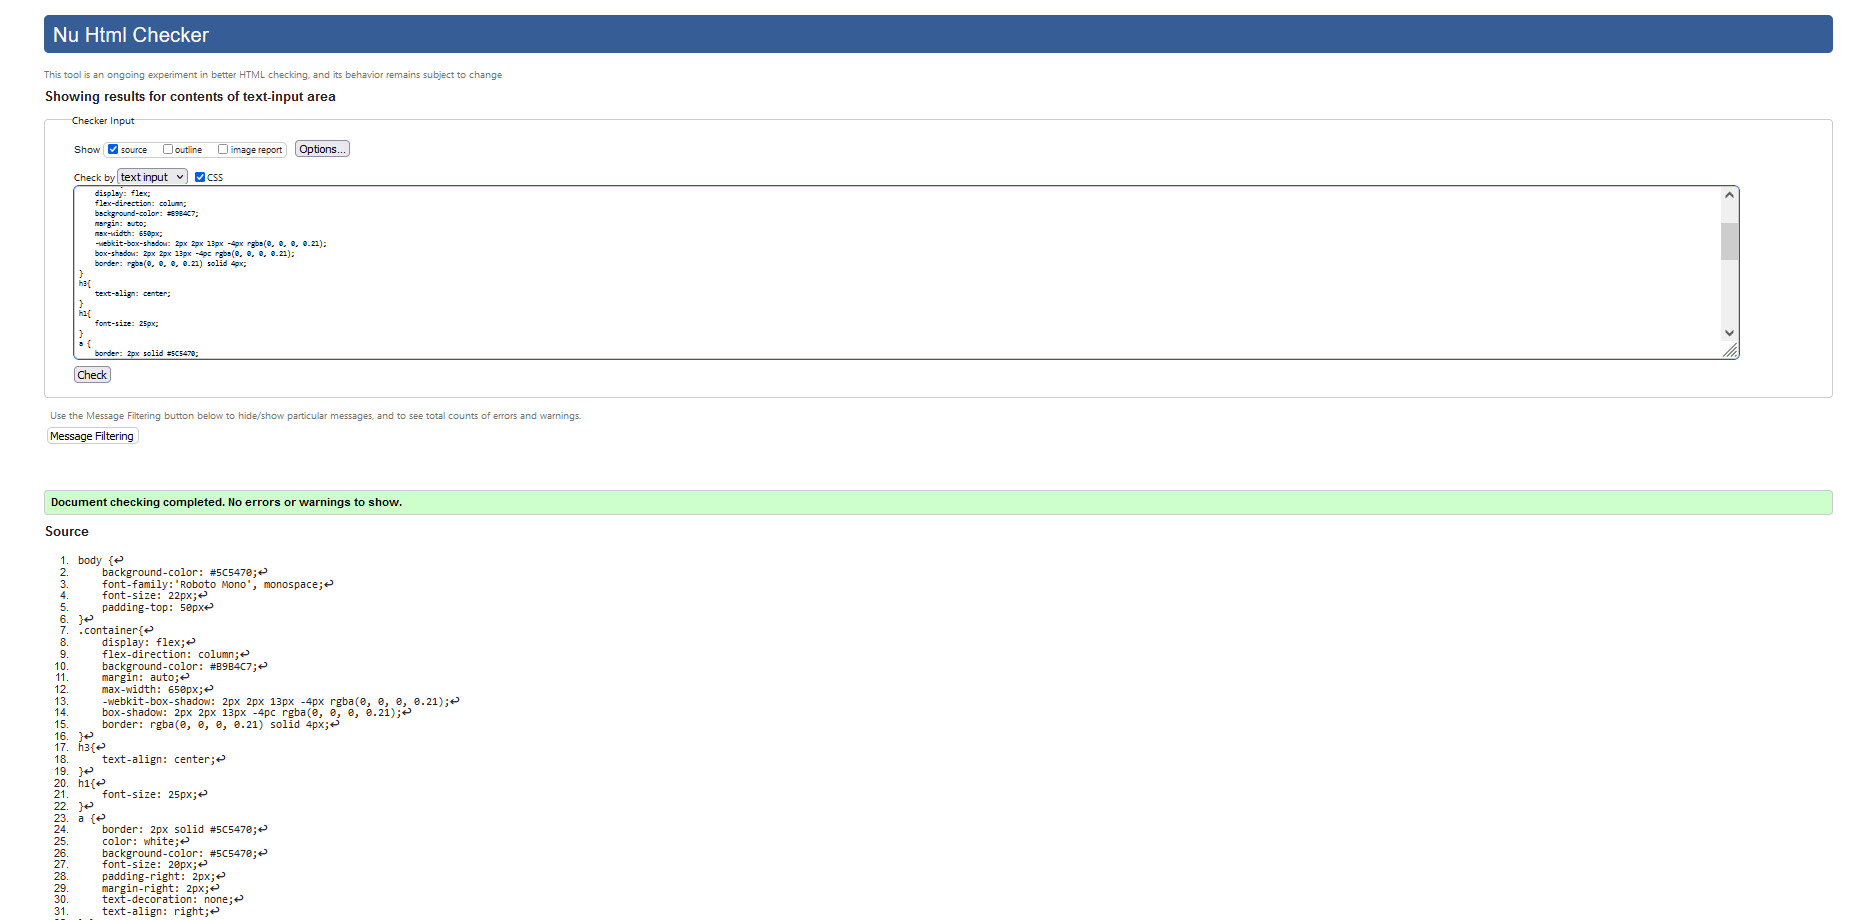 Nu Html Checker
This tool is an ongoing experiment in better HTML checking, and its behavior remains subject to change
Showing results for contents of text-input area
Checker Input
Show source outline image report Options...
Check by text input CSS
display: flex;
flex-direction: column;
background-color: #B9B4C7;
margin: auto;
max-width: 650px;
-webkit-box-shadow: 2px 2px 13px -4px rgba(0, 0, 0, 0.21);
box-shadow: 2px 2px 13px -4pc rgba(0, 0, 0, 0.21);
border: rgba(0, 0, 0, 0.21) solid 4px;
}
h3{
text-align: center;
}
h1{
font-size: 25px;
}
a {
border: 2px solid #5C5470;
Check
Use the Message Filtering button below to hide/show particular messages, and to see total counts of errors and warnings.
Message Filtering
Document checking completed. No errors or warnings to show.
Source
1. body {↩
2. background-color: #5C5470;↩
3. font-family:'Roboto Mono', monospace;↩
4. font-size: 22px;↩
5. padding-top: 50px↩
6. }↩
7. .container{↩
8. display: flex;↩
9. flex-direction: column;↩
10. background-color: #B9B4C7;↩
11. margin: auto;↩
12. max-width: 650px;↩
13. -webkit-box-shadow: 2px 2px 13px -4px rgba(0, 0, 0, 0.21);↩
14. box-shadow: 2px 2px 13px -4pc rgba(0, 0, 0, 0.21);↩
15. border: rgba(0, 0, 0, 0.21) solid 4px;↩
16. }↩
17. h3{↩
18. text-align: center;↩
19. }↩
20. h1{↩
21. font-size: 25px;↩
22. }↩
23. a {↩
24. border: 2px solid #5C5470;↩
25. color: white;↩
26. background-color: #5C5470;↩
27. font-size: 20px;↩
28. padding-right: 2px;↩
29. margin-right: 2px;↩
30. text-decoration: none;↩
31. text-align: right;↩